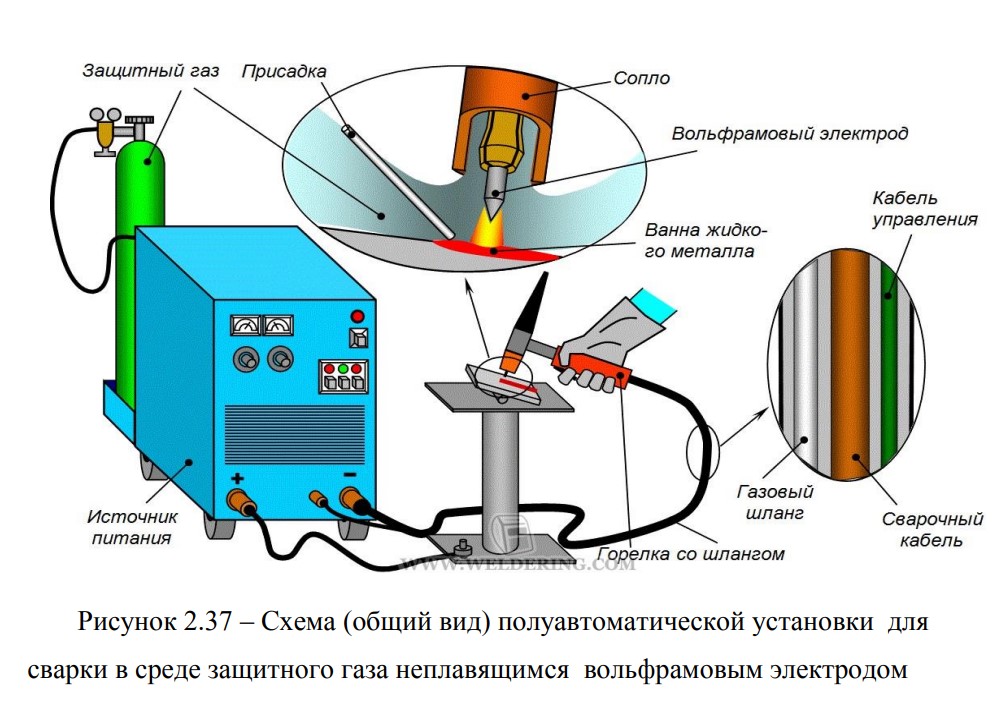 Защитный газ
Присадка
Сопло
Вольфрамовый электрод
Кабель
управления
Ванна жидко-
го металла
+
−
Источник
питания
Газовый
шланг
Сварочный
кабель
Горелка со шлангом
WWW.WELDERING.COM
Рисунок 2.37 – Схема (общий вид) полуавтоматической установки для
сварки в среде защитного газа неплавящимся вольфрамовым электродом